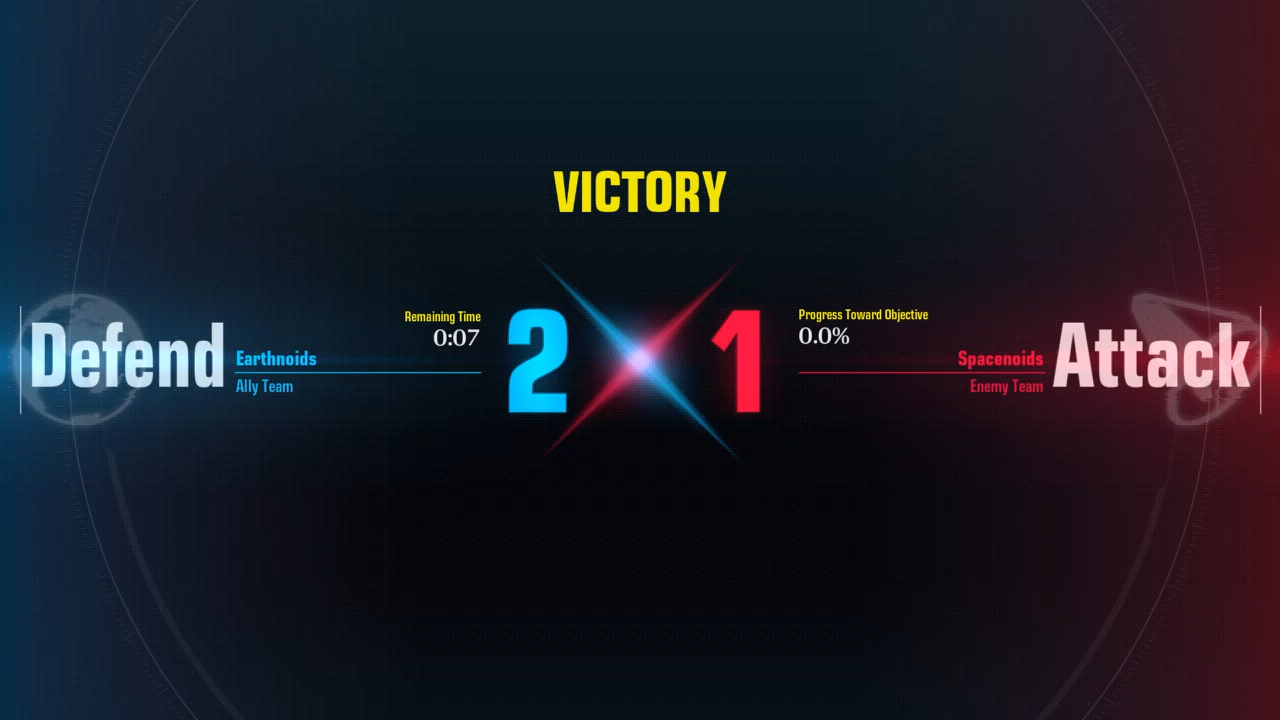 VICTORY
Defend
Earthnoids
Ally Team
Remaining Time
0:07
2
1
Progress Toward Objective
0.0%
Spacenoids
Enemy Team
Attack